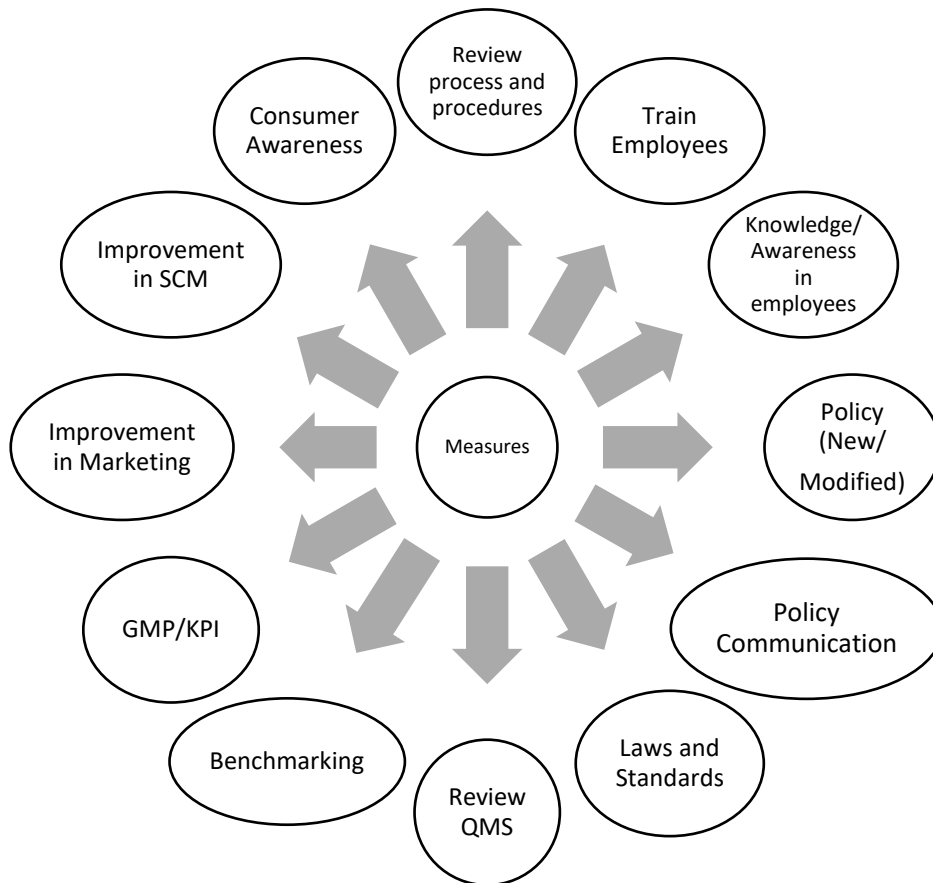 Review
process and
procedures
Train
Employees
Knowledge/
Awareness
in
employees
Policy
(New/
Modified)
Policy
Communication
Laws and
Standards
Review
QMS
Benchmarking
GMP/KPI
Improvement
in Marketing
Improvement
in SCM
Consumer
Awareness
Measures